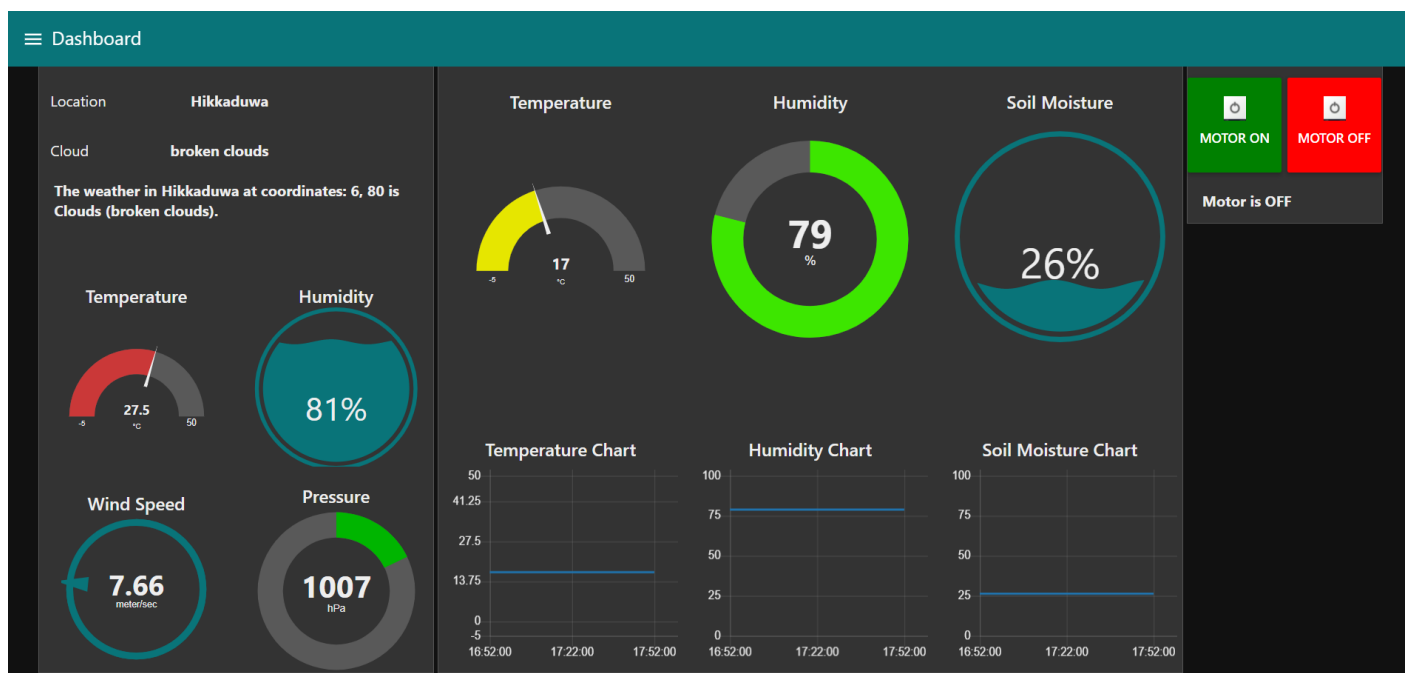 Dashboard
Location Hikkaduwa
Cloud broken clouds
The weather in Hikkaduwa at coordinates: 6, 80 is
Clouds (broken clouds).
Temperature
27.5
°C
-5 50
Humidity
81%
Wind Speed
7.66
meter/sec
Pressure
1007
hPa
Temperature
17
°C
-5 50
Humidity
79
%
Soil Moisture
26%
Temperature Chart
50
41.25
27.5
13.75
0
-5
16:52:00 17:22:00 17:52:00
Humidity Chart
100
75
50
25
0
16:52:00 17:22:00 17:52:00
Soil Moisture Chart
100
75
50
25
0
16:52:00 17:22:00 17:52:00
MOTOR ON
MOTOR OFF
Motor is OFF